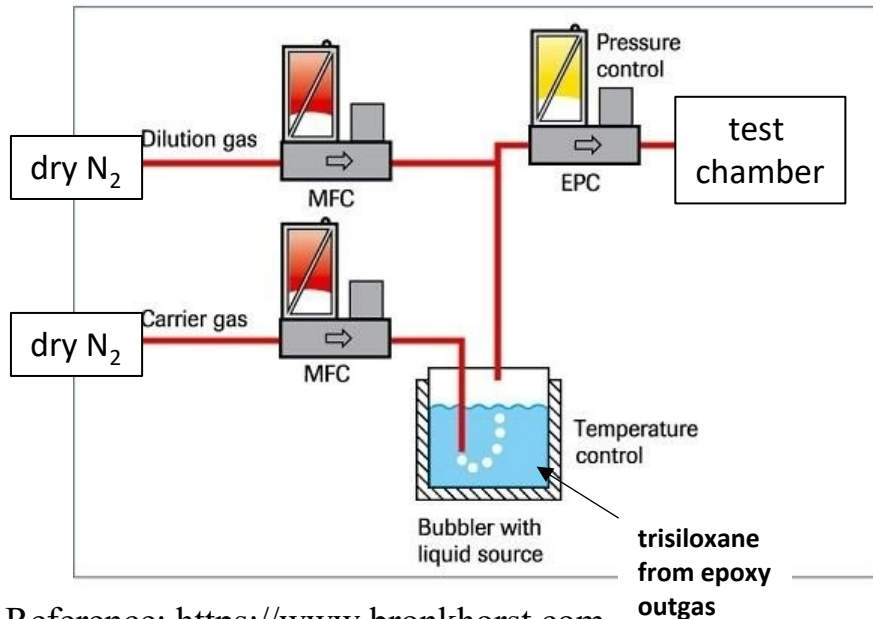 Pressure
control
dry N₂
Dilution gas
MFC
EPC
test
chamber
dry N₂
Carrier gas
MFC
Temperature
control
Bubbler with
liquid source
trisiloxane
from epoxy
outgas
Reference: https://www.bronkhorst.com